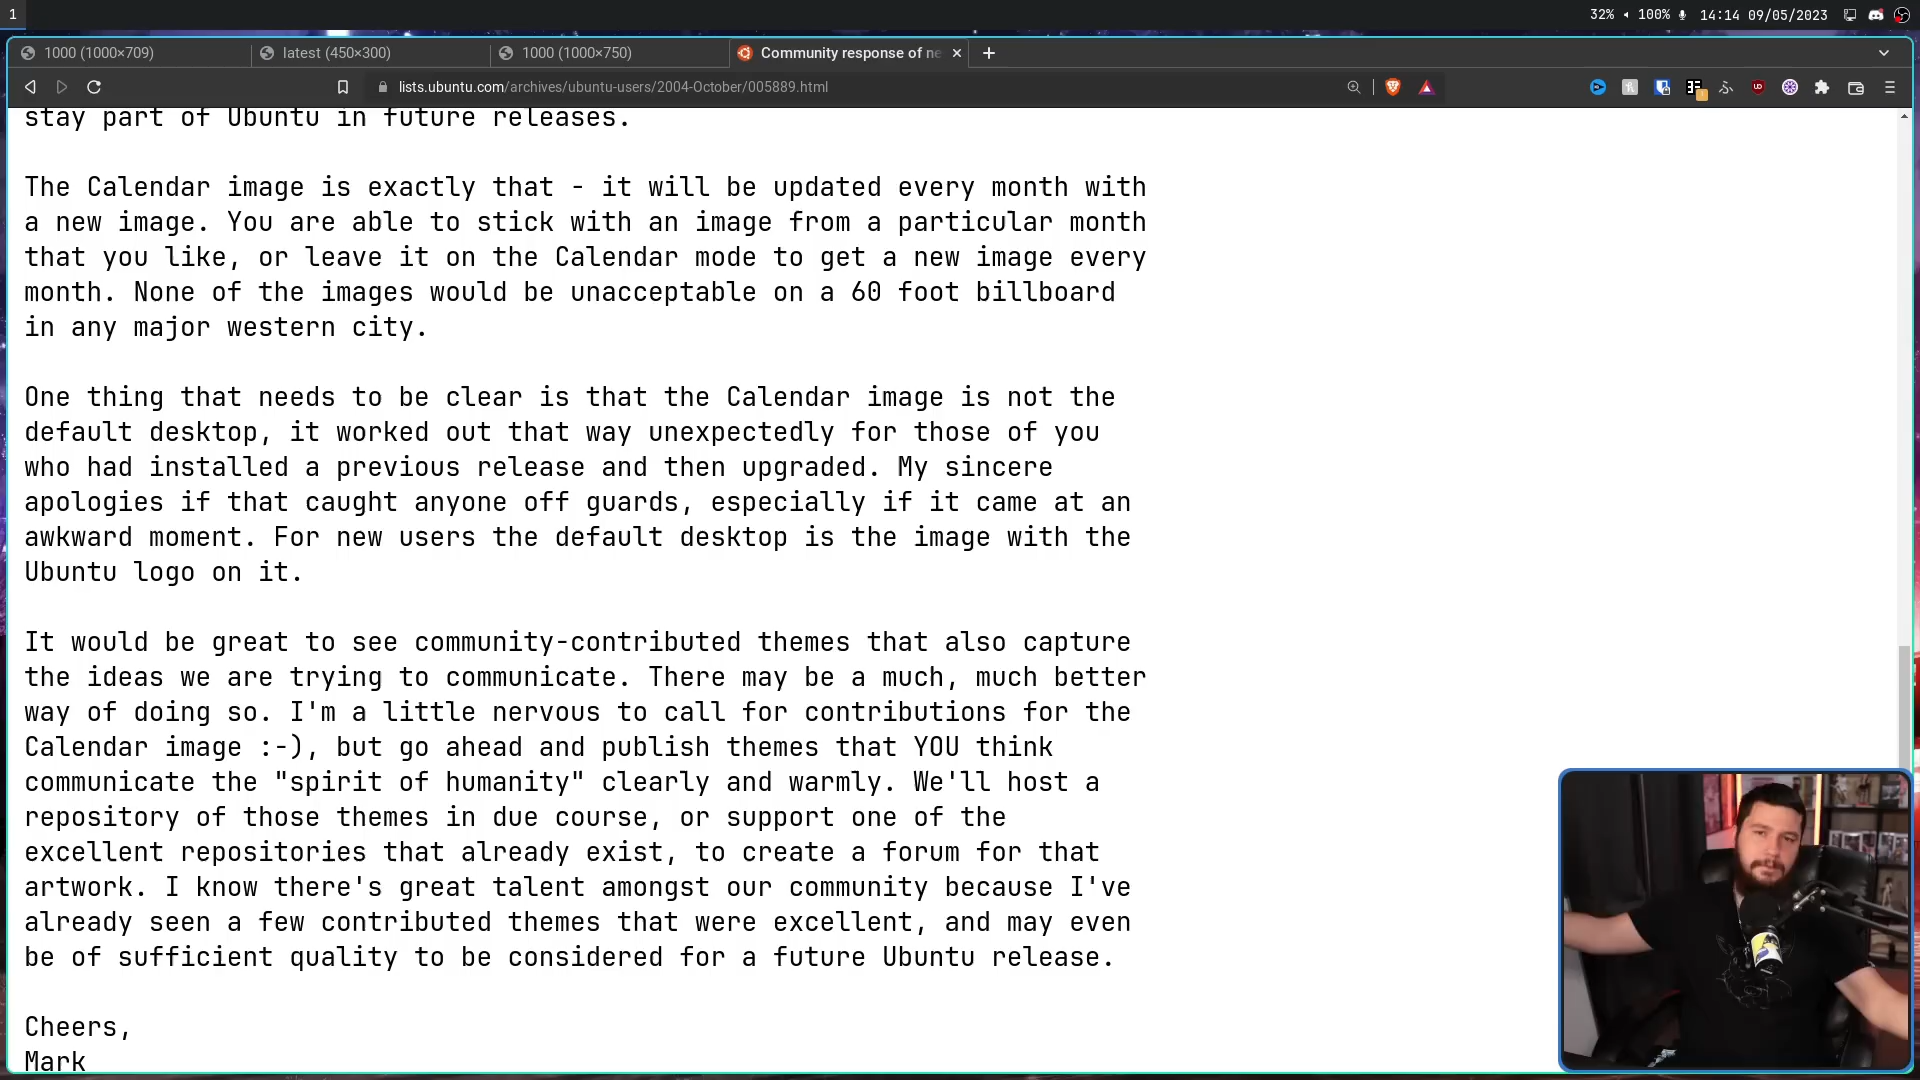 1
32% 100% 14:14 09/05/2023
1000 (1000×709)
latest (450×300)
1000 (1000×750)
Community response of ne
lists.ubuntu.com/archives/ubuntu-users/2004-October/005889.html
stay part of Ubuntu in future releases.
The Calendar image is exactly that - it will be updated every month with
a new image. You are able to stick with an image from a particular month
that you like, or leave it on the Calendar mode to get a new image every
month. None of the images would be unacceptable on a 60 foot billboard
in any major western city.
One thing that needs to be clear is that the Calendar image is not the
default desktop, it worked out that way unexpectedly for those of you
who had installed a previous release and then upgraded. My sincere
apologies if that caught anyone off guards, especially if it came at an
awkward moment. For new users the default desktop is the image with the
Ubuntu logo on it.
It would be great to see community-contributed themes that also capture
the ideas we are trying to communicate. There may be a much, much better
way of doing so. I'm a little nervous to call for contributions for the
Calendar image :-), but go ahead and publish themes that YOU think
communicate the "spirit of humanity" clearly and warmly. We'll host a
repository of those themes in due course, or support one of the
excellent repositories that already exist, to create a forum for that
artwork. I know there's great talent amongst our community because I've
already seen a few contributed themes that were excellent, and may even
be of sufficient quality to be considered for a future Ubuntu release.
Cheers,
Mark